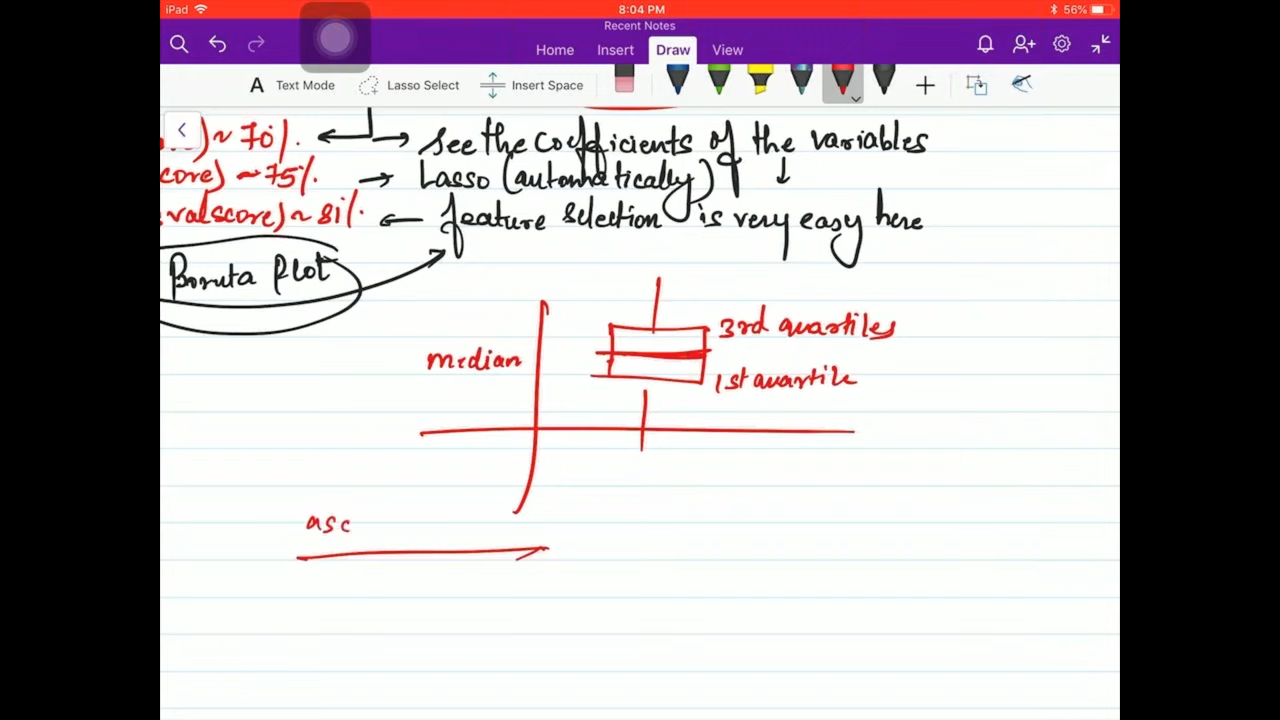 iPad 8:04 PM 56%
Recent Notes
Home Insert Draw View
A Text Mode Lasso Select Insert Space
) ~ 70%. ← → see the coefficients of the variables
core) ~ 75%. → Lasso (automatically) ↓
valscore) ~ 81%. ← feature selection is very easy here
Boruta Plot
3rd quartiles
median
1st quartile
asc